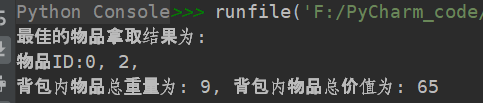 Python Console>>> runfile('F:/PyCharm_code/
最佳的物品拿取结果为:
物品ID:0, 2,
背包内物品总重量为: 9, 背包内物品总价值为: 65